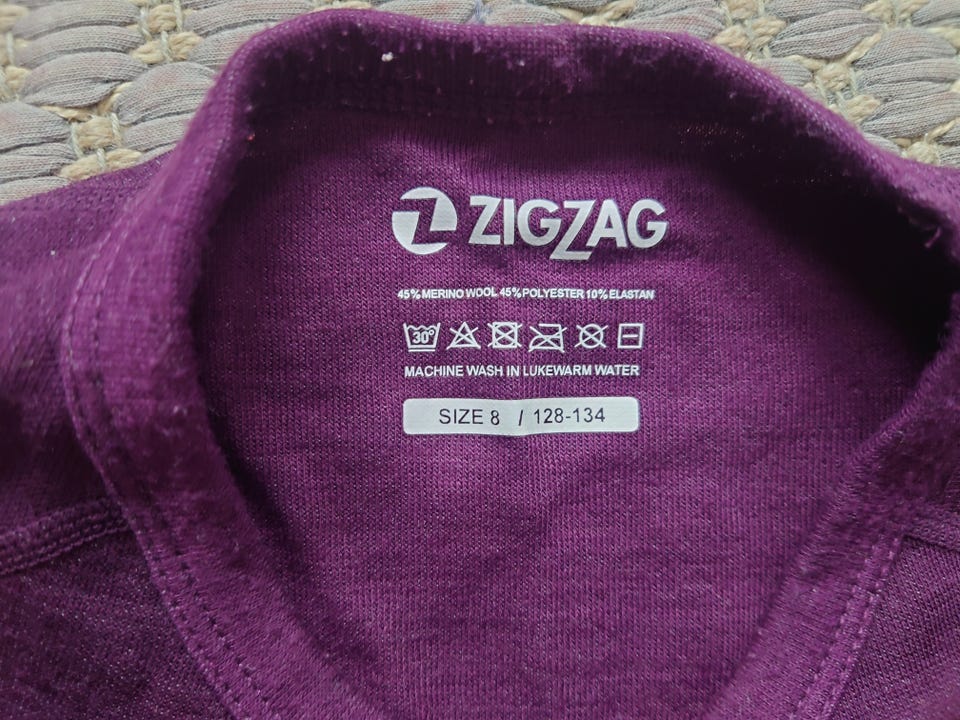 ZIGZAG
45% MERINO WOOL 45% POLYESTER 10% ELASTAN
30°
MACHINE WASH IN LUKEWARM WATER
SIZE 8 / 128-134